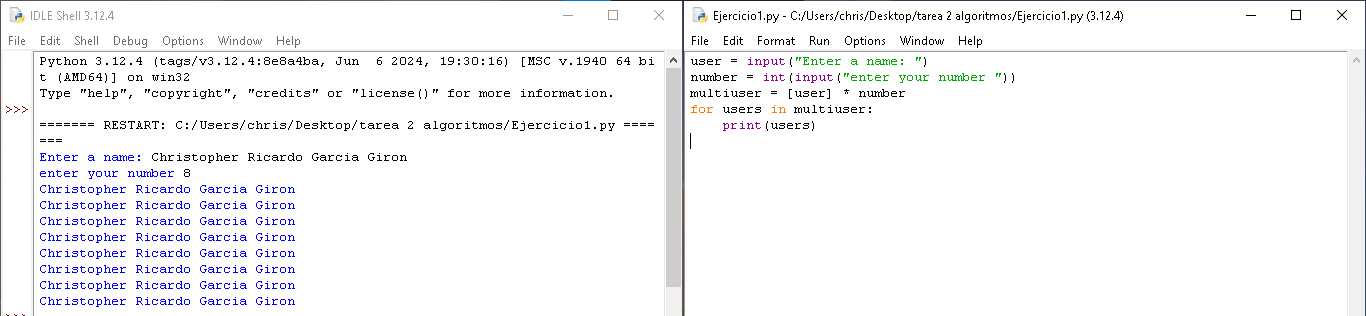 IDLE Shell 3.12.4
File Edit Shell Debug Options Window Help
Python 3.12.4 (tags/v3.12.4:8e8a4ba, Jun  6 2024, 19:30:16) [MSC v.1940 64 bi
t (AMD64)] on win32
Type "help", "copyright", "credits" or "license()" for more information.
>>>
======= RESTART: C:/Users/chris/Desktop/tarea 2 algoritmos/Ejercicio1.py ====
===
Enter a name: Christopher Ricardo Garcia Giron
enter your number 8
Christopher Ricardo Garcia Giron
Christopher Ricardo Garcia Giron
Christopher Ricardo Garcia Giron
Christopher Ricardo Garcia Giron
Christopher Ricardo Garcia Giron
Christopher Ricardo Garcia Giron
Christopher Ricardo Garcia Giron
Christopher Ricardo Garcia Giron
>>>
Ejercicio1.py - C:/Users/chris/Desktop/tarea 2 algoritmos/Ejercicio1.py (3.12.4)
File Edit Format Run Options Window Help
user = input("Enter a name: ")
number = int(input("enter your number "))
multiuser = [user] * number
for users in multiuser:
    print(users)